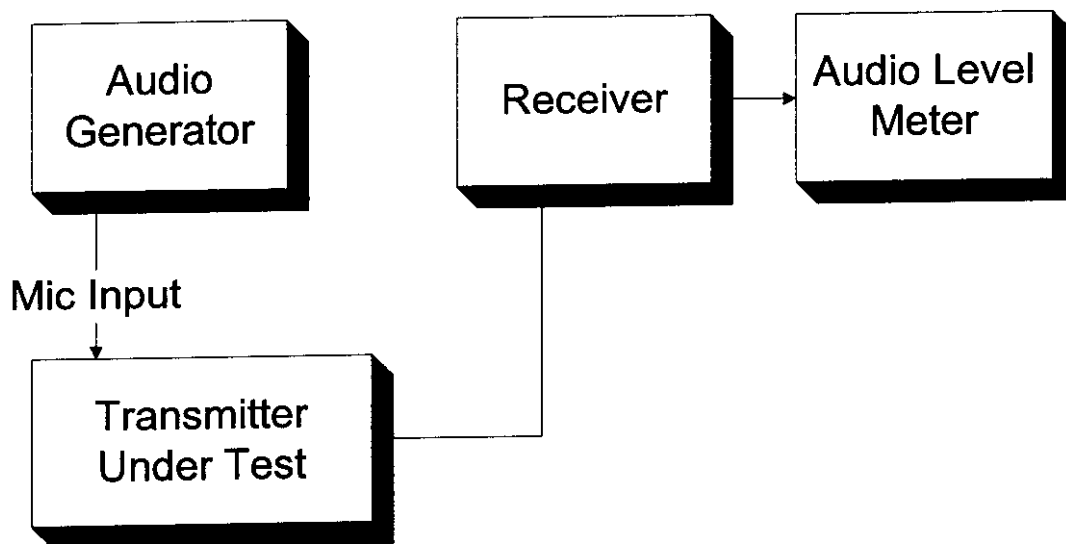 Audio
Generator
Receiver
Audio Level
Meter
Mic Input
Transmitter
Under Test